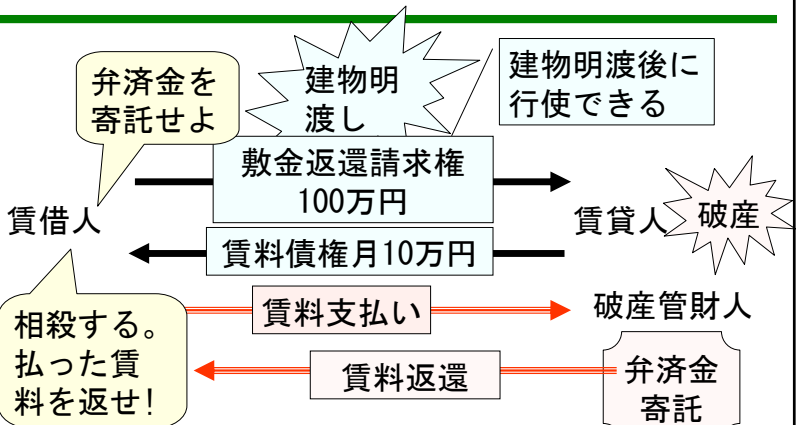 弁済金を
寄託せよ
建物明
渡し
建物明渡後に
行使できる
敷金返還請求権
100万円
賃借人
賃貸人
破産
賃料債権月10万円
相殺する。
払った賃
料を返せ!
賃料支払い
破産管財人
賃料返還
弁済金
寄託